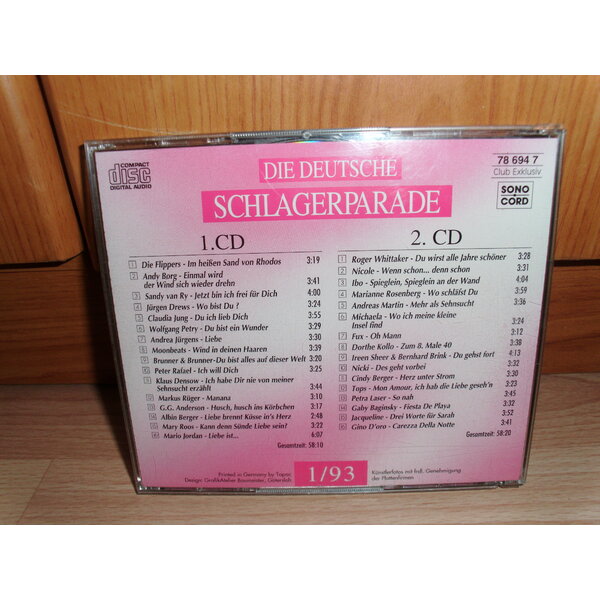 COMPACT
disc
DIGITAL AUDIO
DIE DEUTSCHE
SCHLAGERPARADE
78 694 7
Club Exklusiv
SONO
CORD
1. CD
1 Die Flippers - Im heißen Sand von Rhodos 3:19
2 Andy Borg - Einmal wird
der Wind sich wieder drehn 3:41
3 Sandy van Ry - Jetzt bin ich frei für Dich 4:00
4 Jürgen Drews - Wo bist Du? 3:24
5 Claudia Jung - Du ich lieb Dich 3:55
6 Wolfgang Petry - Du bist ein Wunder 3:29
7 Andrea Jürgens - Liebe 3:30
8 Moonbeats - Wind in deinen Haaren 3:39
9 Brunner & Brunner-Du bist alles auf dieser Welt 3:20
10 Peter Rafael - Ich will Dich 3:25
11 Klaus Densow - Ich habe Dir nie von meiner
Sehnsucht erzählt 3:44
12 Markus Rüger - Manana 3:10
13 G.G. Anderson - Husch, husch ins Körbchen 3:17
14 Albin Berger - Liebe brennt Küsse in's Herz 2:48
15 Mary Roos - Kann denn Sünde Liebe sein? 3:22
16 Mario Jordan - Liebe ist... 6:07
Gesamtzeit: 58:10
2. CD
1 Roger Whittaker - Du wirst alle Jahre schöner 3:28
2 Nicole - Wenn schon... denn schon 3:31
3 Ibo - Spieglein, Spieglein an der Wand 4:04
4 Marianne Rosenberg - Wo schläfst Du 3:59
5 Andreas Martin - Mehr als Sehnsucht 3:36
6 Michaela - Wo ich meine kleine
Insel find 3:24
7 Fux - Oh Mann 3:12
8 Dorthe Kollo - Zum 8. Male 40 3:38
9 Ireen Sheer & Bernhard Brink - Du gehst fort 4:13
10 Nicki - Des geht vorbei 3:32
11 Cindy Berger - Herz unter Strom 3:30
12 Tops - Mon Amour, ich hab die Liebe geseh'n 3:30
13 Petra Laser - So nah 3:44
14 Gaby Baginsky - Fiesta De Playa 3:32
15 Jacqueline - Drei Worte für Sarah 3:52
16 Gino D'oro - Carezza Della Notte 3:41
Gesamtzeit: 58:20
Printed in Germany by Topac
Design: GrafikAtelier Baumeister, Gütersloh
1/93
Künstlerfotos mit frdl. Genehmigung
der Plattenfirmen